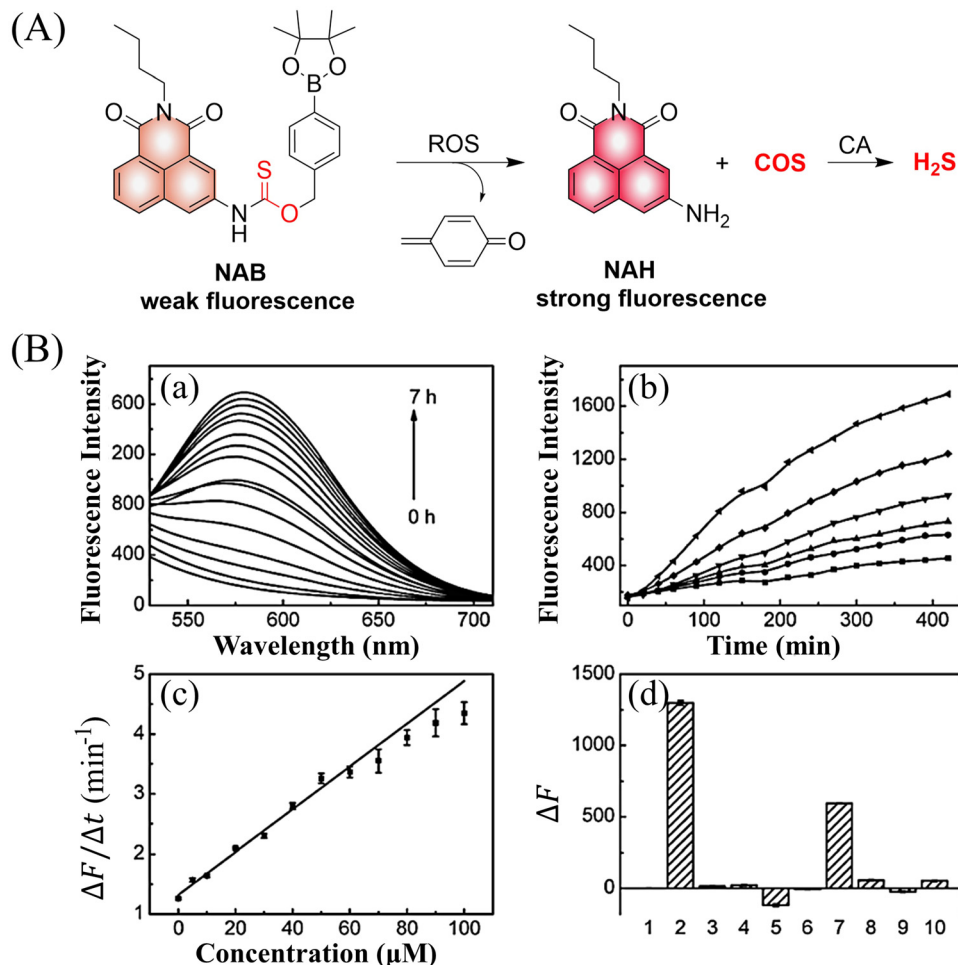 (A)
O
O
B
N
O
O
S
N
H
O
NAB
weak fluorescence
ROS
O
N
O
O
NH2
NAH
strong fluorescence
+
COS
CA
H2S
(B)
(a)
Fluorescence Intensity
600
200
800
400
0
7 h
0 h
550
600
650
700
Wavelength (nm)
(b)
Fluorescence Intensity
1600
1200
800
400
0
100
200
300
400
Time (min)
(c)
ΔF/Δt (min⁻¹)
5
4
3
2
1
0
20
40
60
80
100
Concentration (µM)
(d)
ΔF
1500
1000
500
0
1 2 3 4 5 6 7 8 9 10